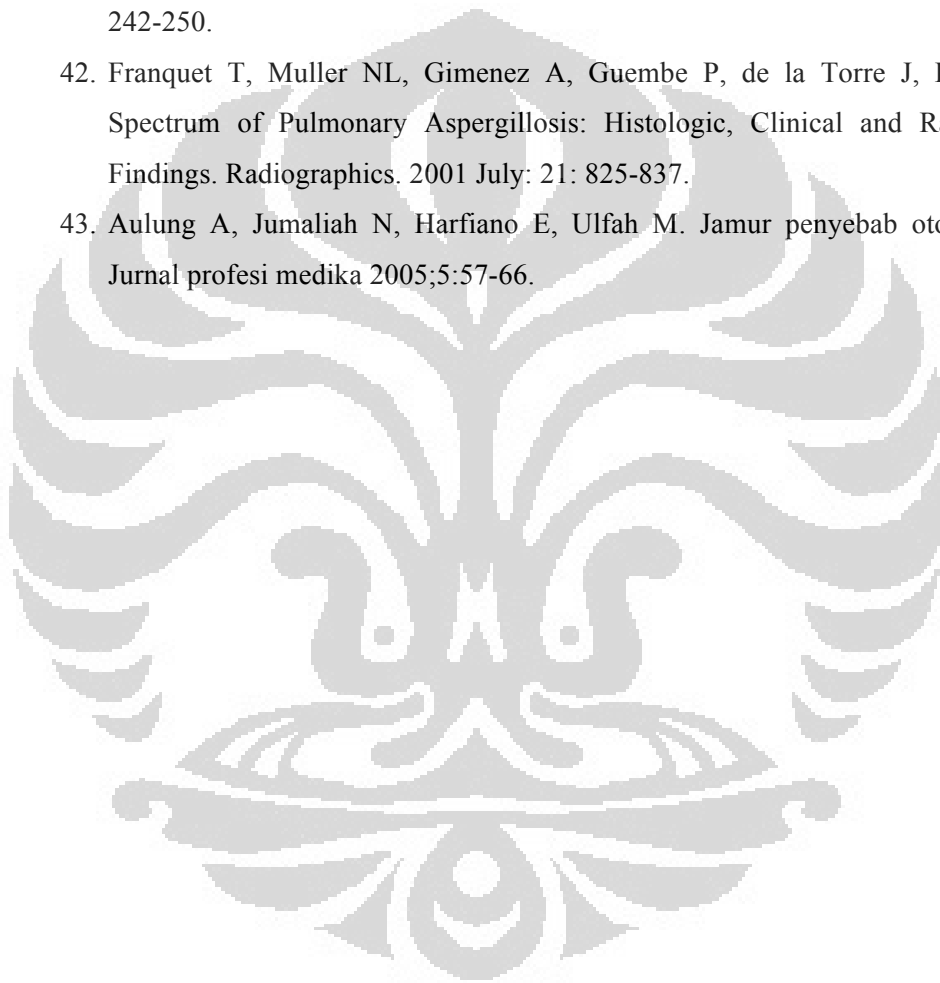 242-250.
42. Franquet T, Muller NL, Gimenez A, Guembe P, de la Torre J,
Spectrum of Pulmonary Aspergillosis: Histologic, Clinical and
Findings. Radiographics. 2001 July: 21: 825-837.
43. Aulung A, Jumaliah N, Harfiano E, Ulfah M. Jamur penyebab
Jurnal profesi medika 2005;5:57-66.